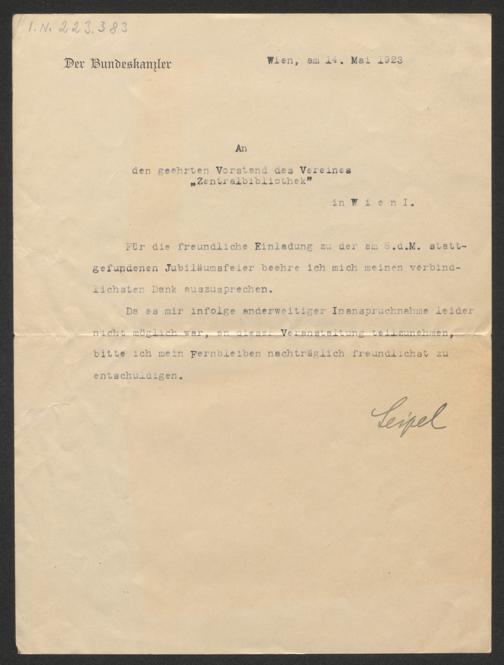 I.N. 223.383
Der Bundeskanzler
Wien, am 14. Mai 1923
An
den geehrten Vorstand des Vereines
„Zentralbibliothek"
in W i e n I.
Für die freundliche Einladung zu der am 8.d.M. statt-
gefundenen Jubiläumsfeier beehre ich mich meinen verbind-
lichsten Dank auszusprechen.
Da es mir infolge anderweitiger Inanspruchnahme leider
nicht möglich war, an dieser Veranstaltung teilzunehmen,
bitte ich mein Fernbleiben nachträglich freundlichst zu
entschuldigen.
Seipel